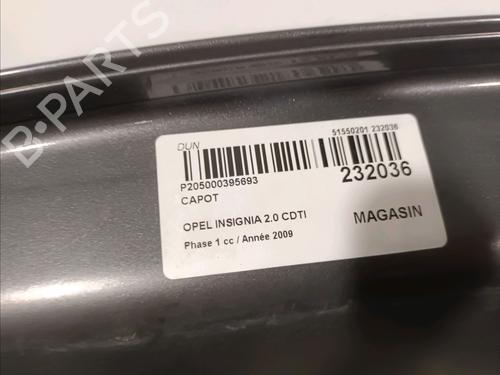 B-PARTS
DUN
51550201 232036
P205000395693
232036
CAPOT
OPEL INSIGNIA 2.0 CDTI
MAGASIN
Phase 1 cc / Année 2009